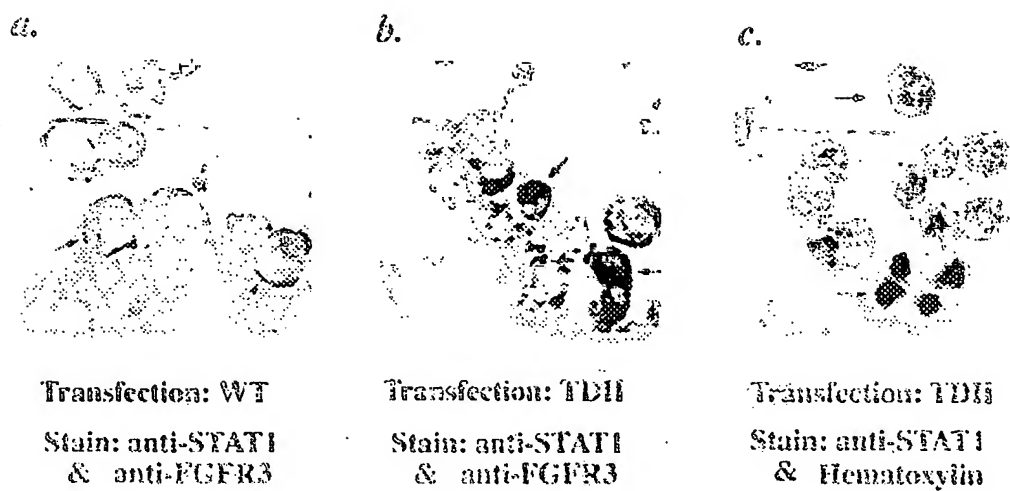 a.
b.
c.
Transfection: WT
Stain: anti-STAT1
& anti-FGFR3
Transfection: TDII
Stain: anti-STAT1
& anti-FGFR3
Transfection: TDII
Stain: anti-STAT1
& Hematoxylin